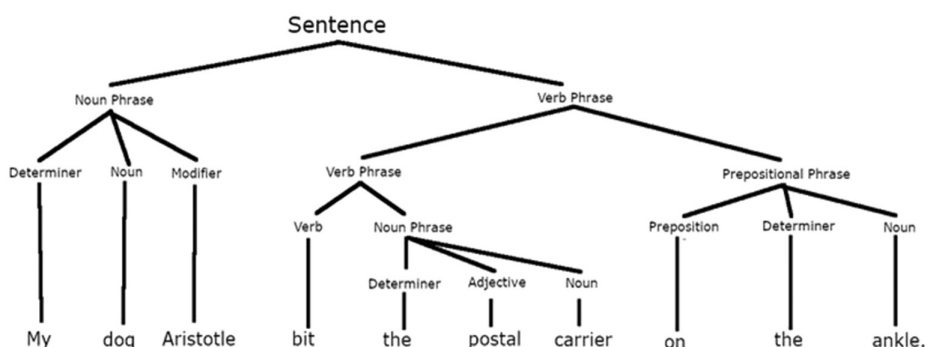 Sentence
Noun Phrase Verb Phrase
Determiner Noun Modifier Verb Phrase Prepositional Phrase
Verb Noun Phrase Preposition Determiner Noun
Determiner Adjective Noun
My dog Aristotle bit the postal carrier on the ankle.